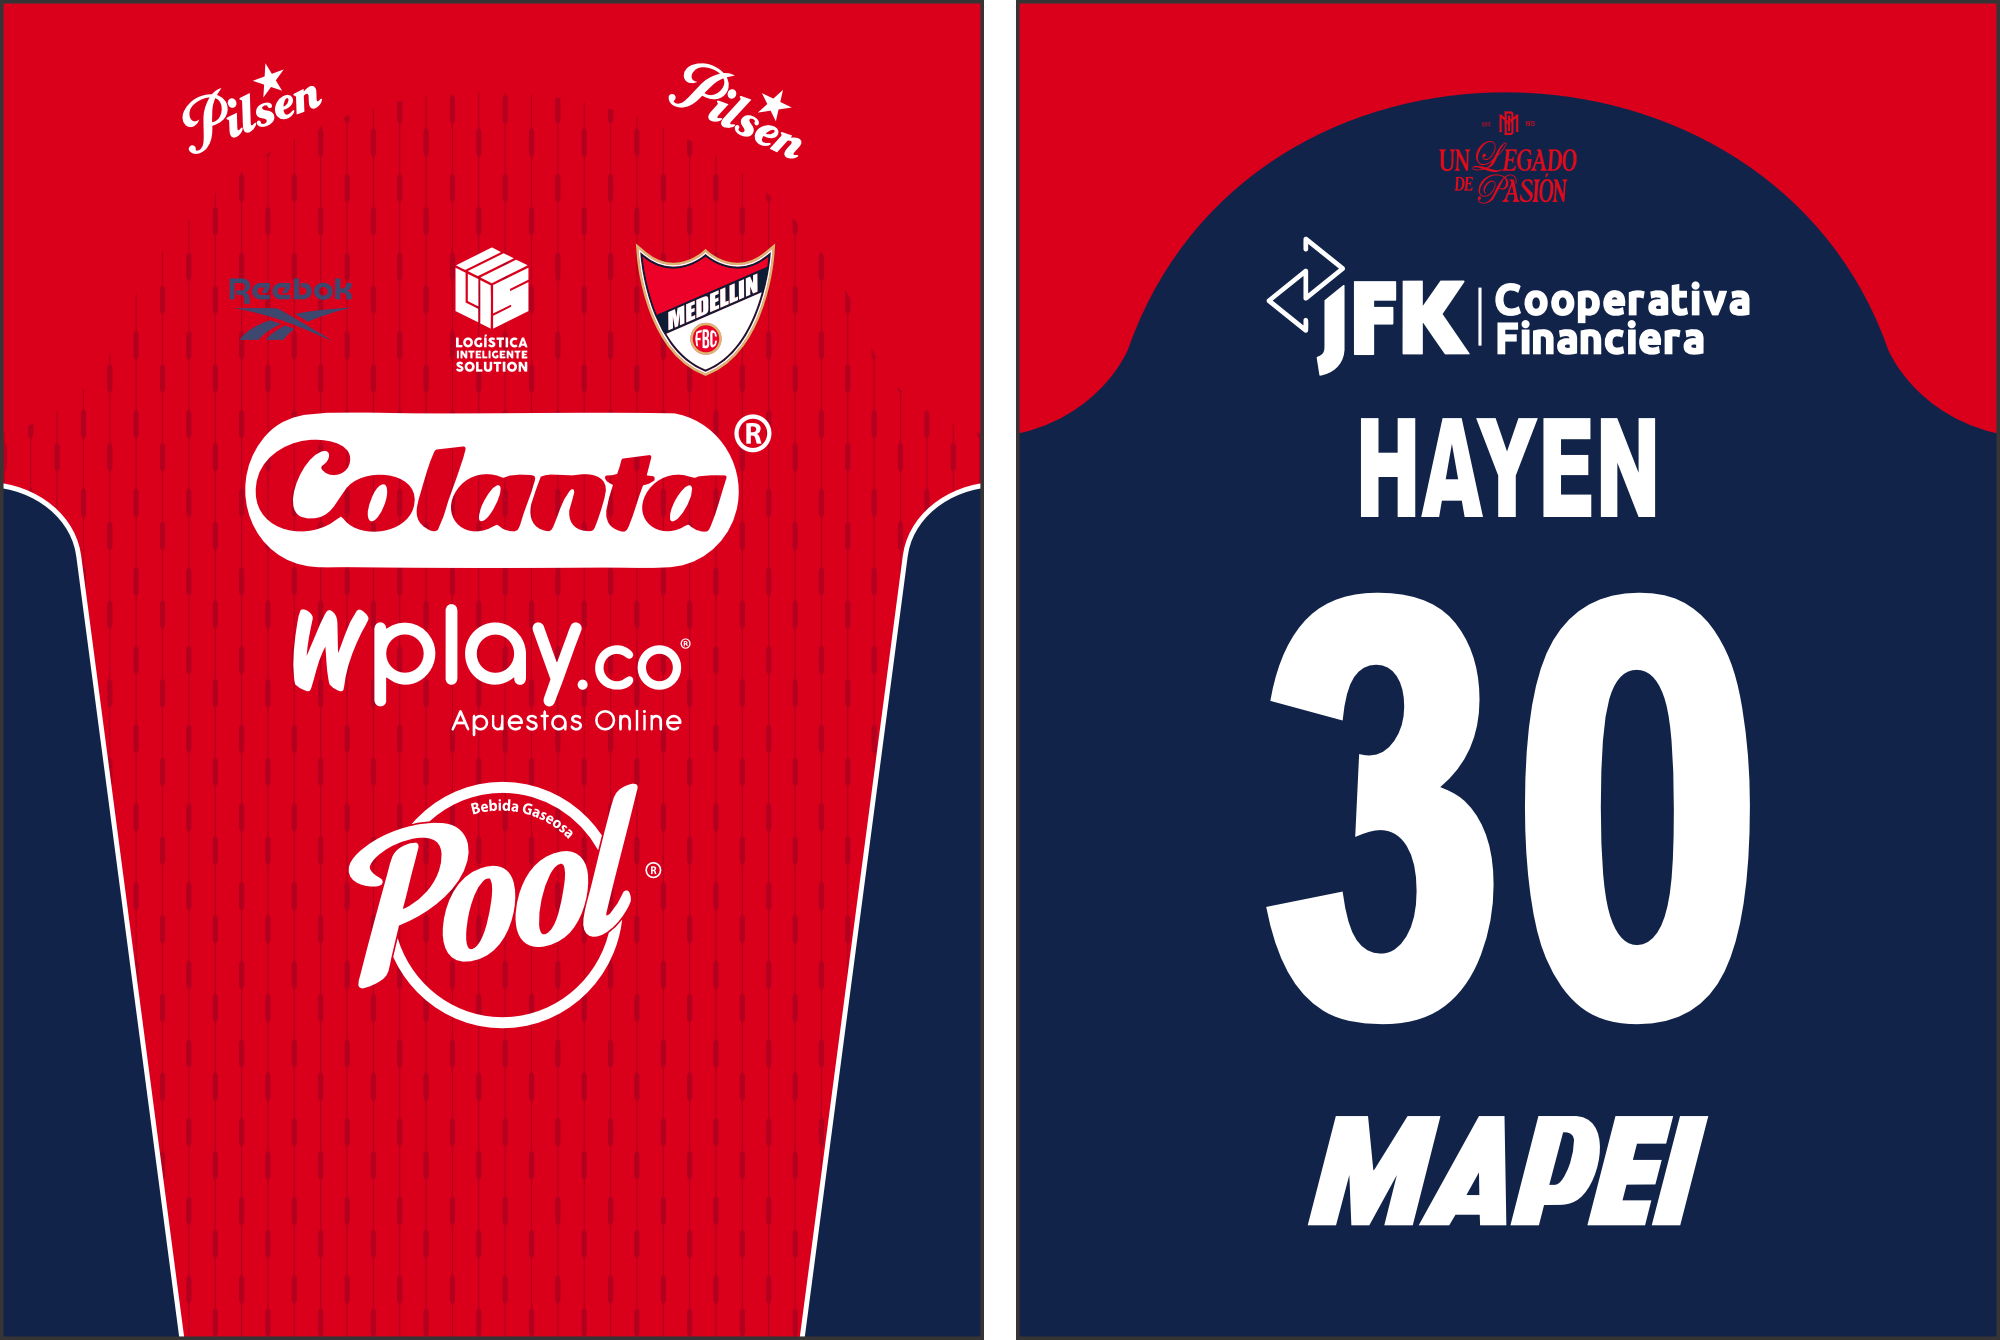 Pilsen
Pilsen
Reebok
LIS
LOGÍSTICA
INTELIGENTE
SOLUTION
MEDELLIN
FBC
Colanta®
Wplay.co®
Apuestas Online
Bebida Gaseosa
Pool®
UN LEGADO
DE PASIÓN
JFK Cooperativa
Financiera
HAYEN
30
MAPEI